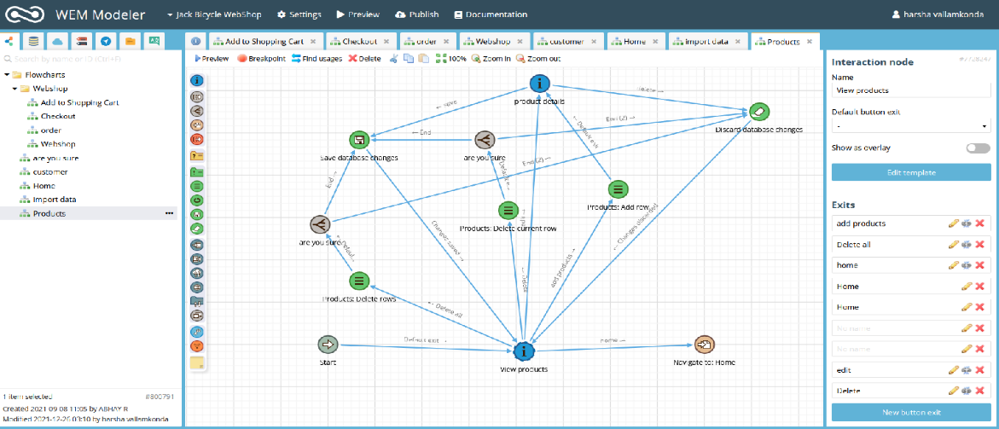 WEM Modeler
Jack Bicycle WebShop
Settings
Preview
Publish
Documentation
harsha vallamkonda
Add to Shopping Cart
Checkout
order
Webshop
customer
Home
import data
Products
Search by name or ID (Ctrl+F)
Preview
Breakpoint
Find usages
Delete
100%
Zoom in
Zoom out
Flowcharts
Webshop
Add to Shopping Cart
Checkout
order
Webshop
are you sure
customer
Home
import data
Products
1 item selected
#800791
Created 2021 09 08 11:05 by ABHAY R
Modified 2021-12-26 03:10 by harsha vallamkonda
product details
Discard database changes
← save
End (2) →
← Default exit
← End
Save database changes
are you sure
End (2) →
End →
Products: Add row
Products: Delete current row
← Changes discarded
are you sure
Changes saved →
add products →
Products: Delete rows
← Delete all
Start
Default exit →
View products
home →
Navigate to: Home
Interaction node
Name
View products
Default button exit
-
Show as overlay
Edit template
Exits
add products
Delete all
home
Home
Home
No name
No name
edit
Delete
New button exit